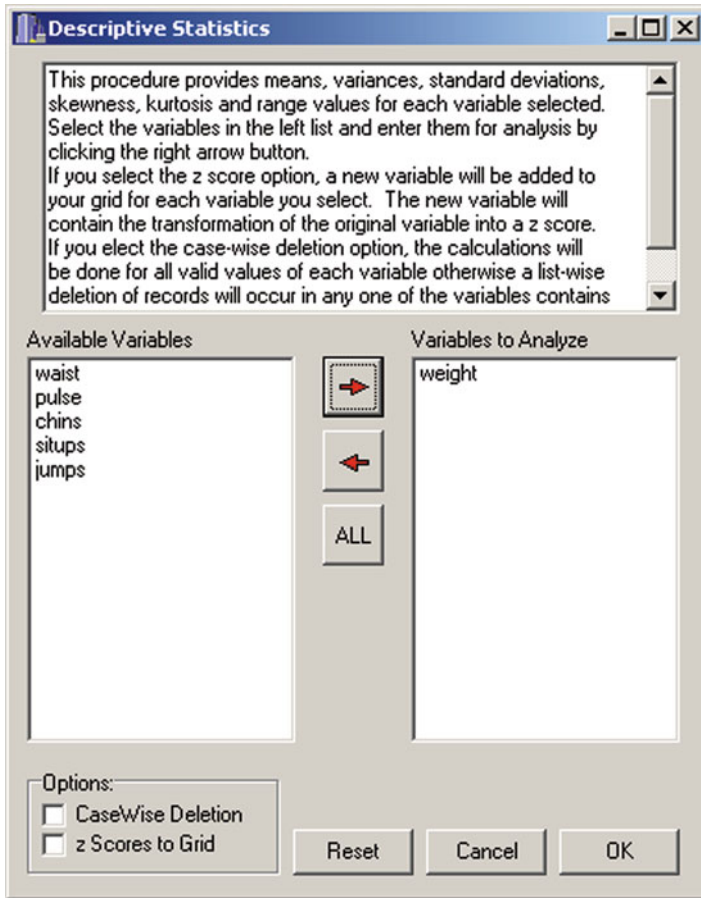 Descriptive Statistics
This procedure provides means, variances, standard deviations,
skewness, kurtosis and range values for each variable selected.
Select the variables in the left list and enter them for analysis by
clicking the right arrow button.
If you select the z score option, a new variable will be added to
your grid for each variable you select. The new variable will
contain the transformation of the original variable into a z score.
If you elect the case-wise deletion option, the calculations will
be done for all valid values of each variable otherwise a list-wise
deletion of records will occur in any one of the variables contains
Available Variables
waist
pulse
chins
situps
jumps
ALL
Variables to Analyze
weight
Options:
CaseWise Deletion
z Scores to Grid
Reset
Cancel
OK